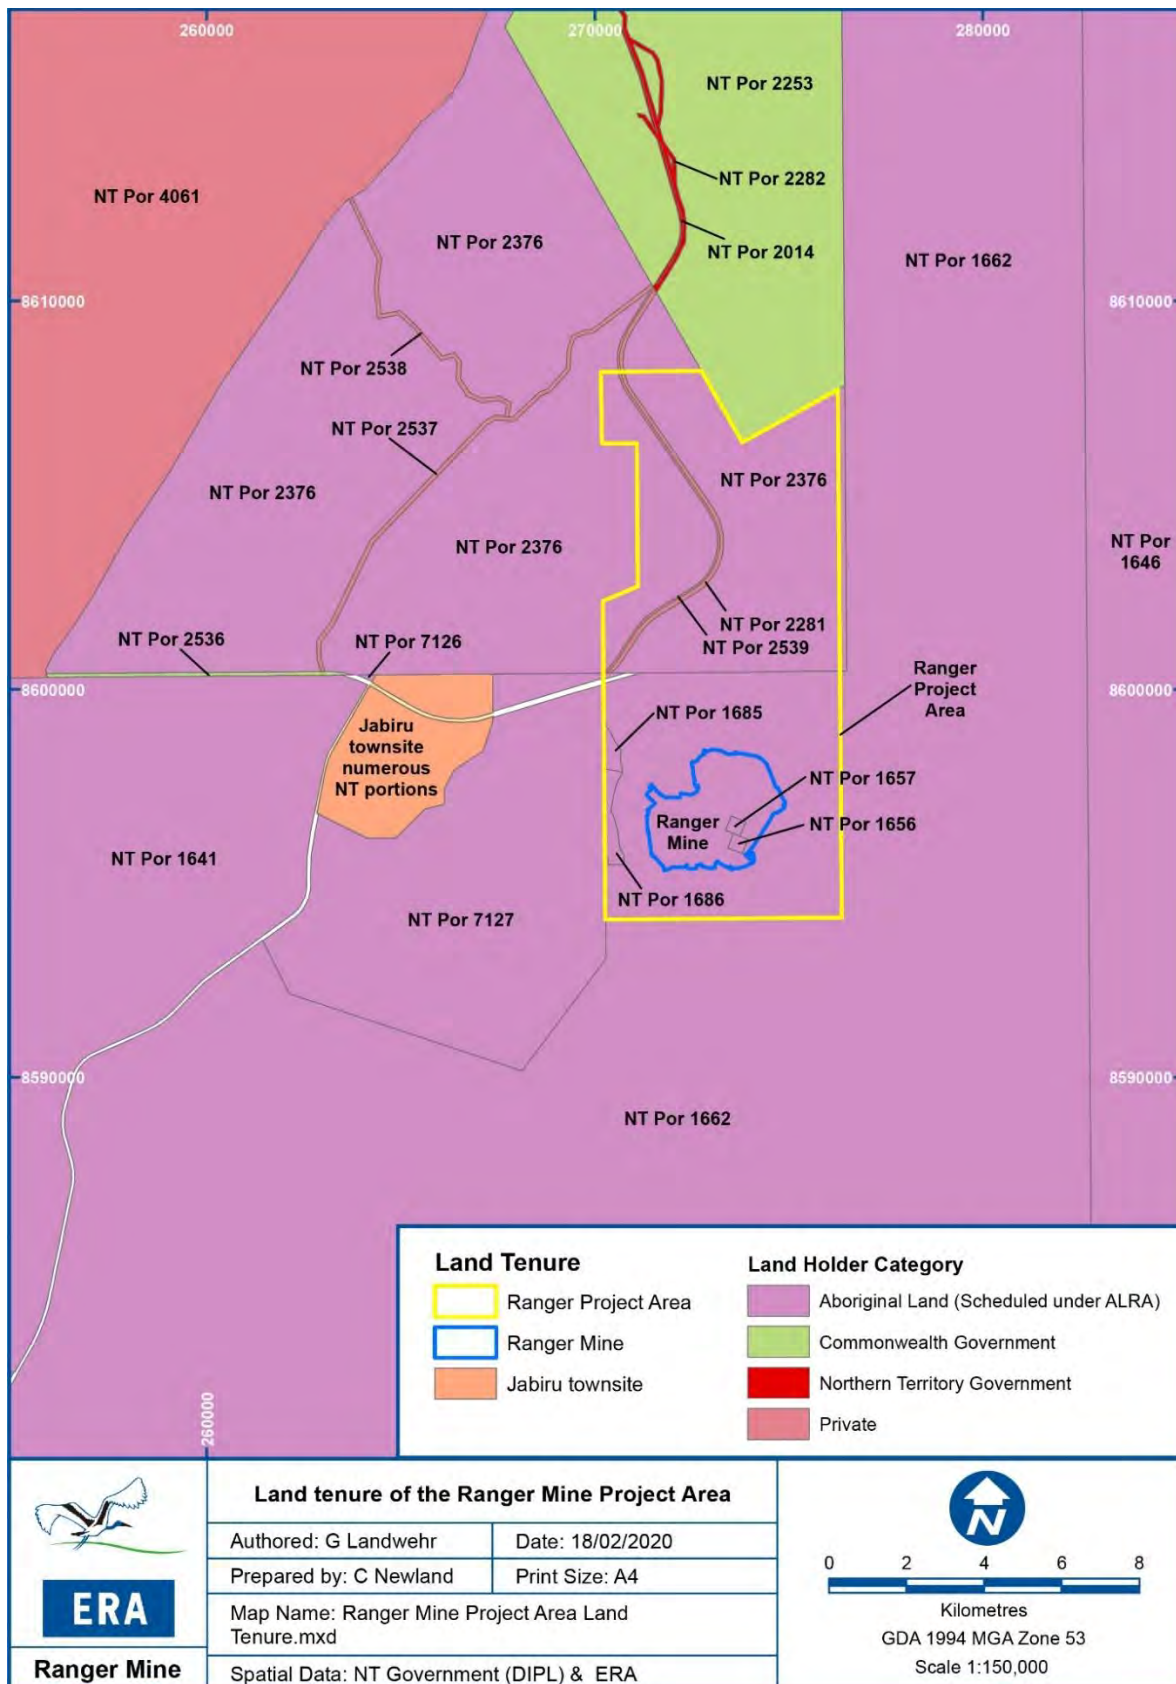 260000
270000
280000
NT Por 2253
NT Por 2282
NT Por 4061
NT Por 2376
NT Por 2014
NT Por 1662
8610000
8610000
NT Por 2538
NT Por 2537
NT Por 2376
NT Por 2376
NT Por 2376
NT Por
1646
NT Por 2281
NT Por 2539
NT Por 2536
NT Por 7126
Ranger
Project
Area
8600000
8600000
NT Por 1685
Jabiru
townsite
numerous
NT portions
NT Por 1657
Ranger
Mine
NT Por 1656
NT Por 1641
NT Por 1686
NT Por 7127
8590000
8590000
NT Por 1662
Land Tenure
Ranger Project Area
Ranger Mine
Jabiru townsite
Land Holder Category
Aboriginal Land (Scheduled under ALRA)
Commonwealth Government
Northern Territory Government
Private
260000
ERA
Ranger Mine
Land tenure of the Ranger Mine Project Area
Authored: G Landwehr
Date: 18/02/2020
Prepared by: C Newland
Print Size: A4
Map Name: Ranger Mine Project Area Land
Tenure.mxd
Spatial Data: NT Government (DIPL) & ERA
N
0 2 4 6 8
Kilometres
GDA 1994 MGA Zone 53
Scale 1:150,000